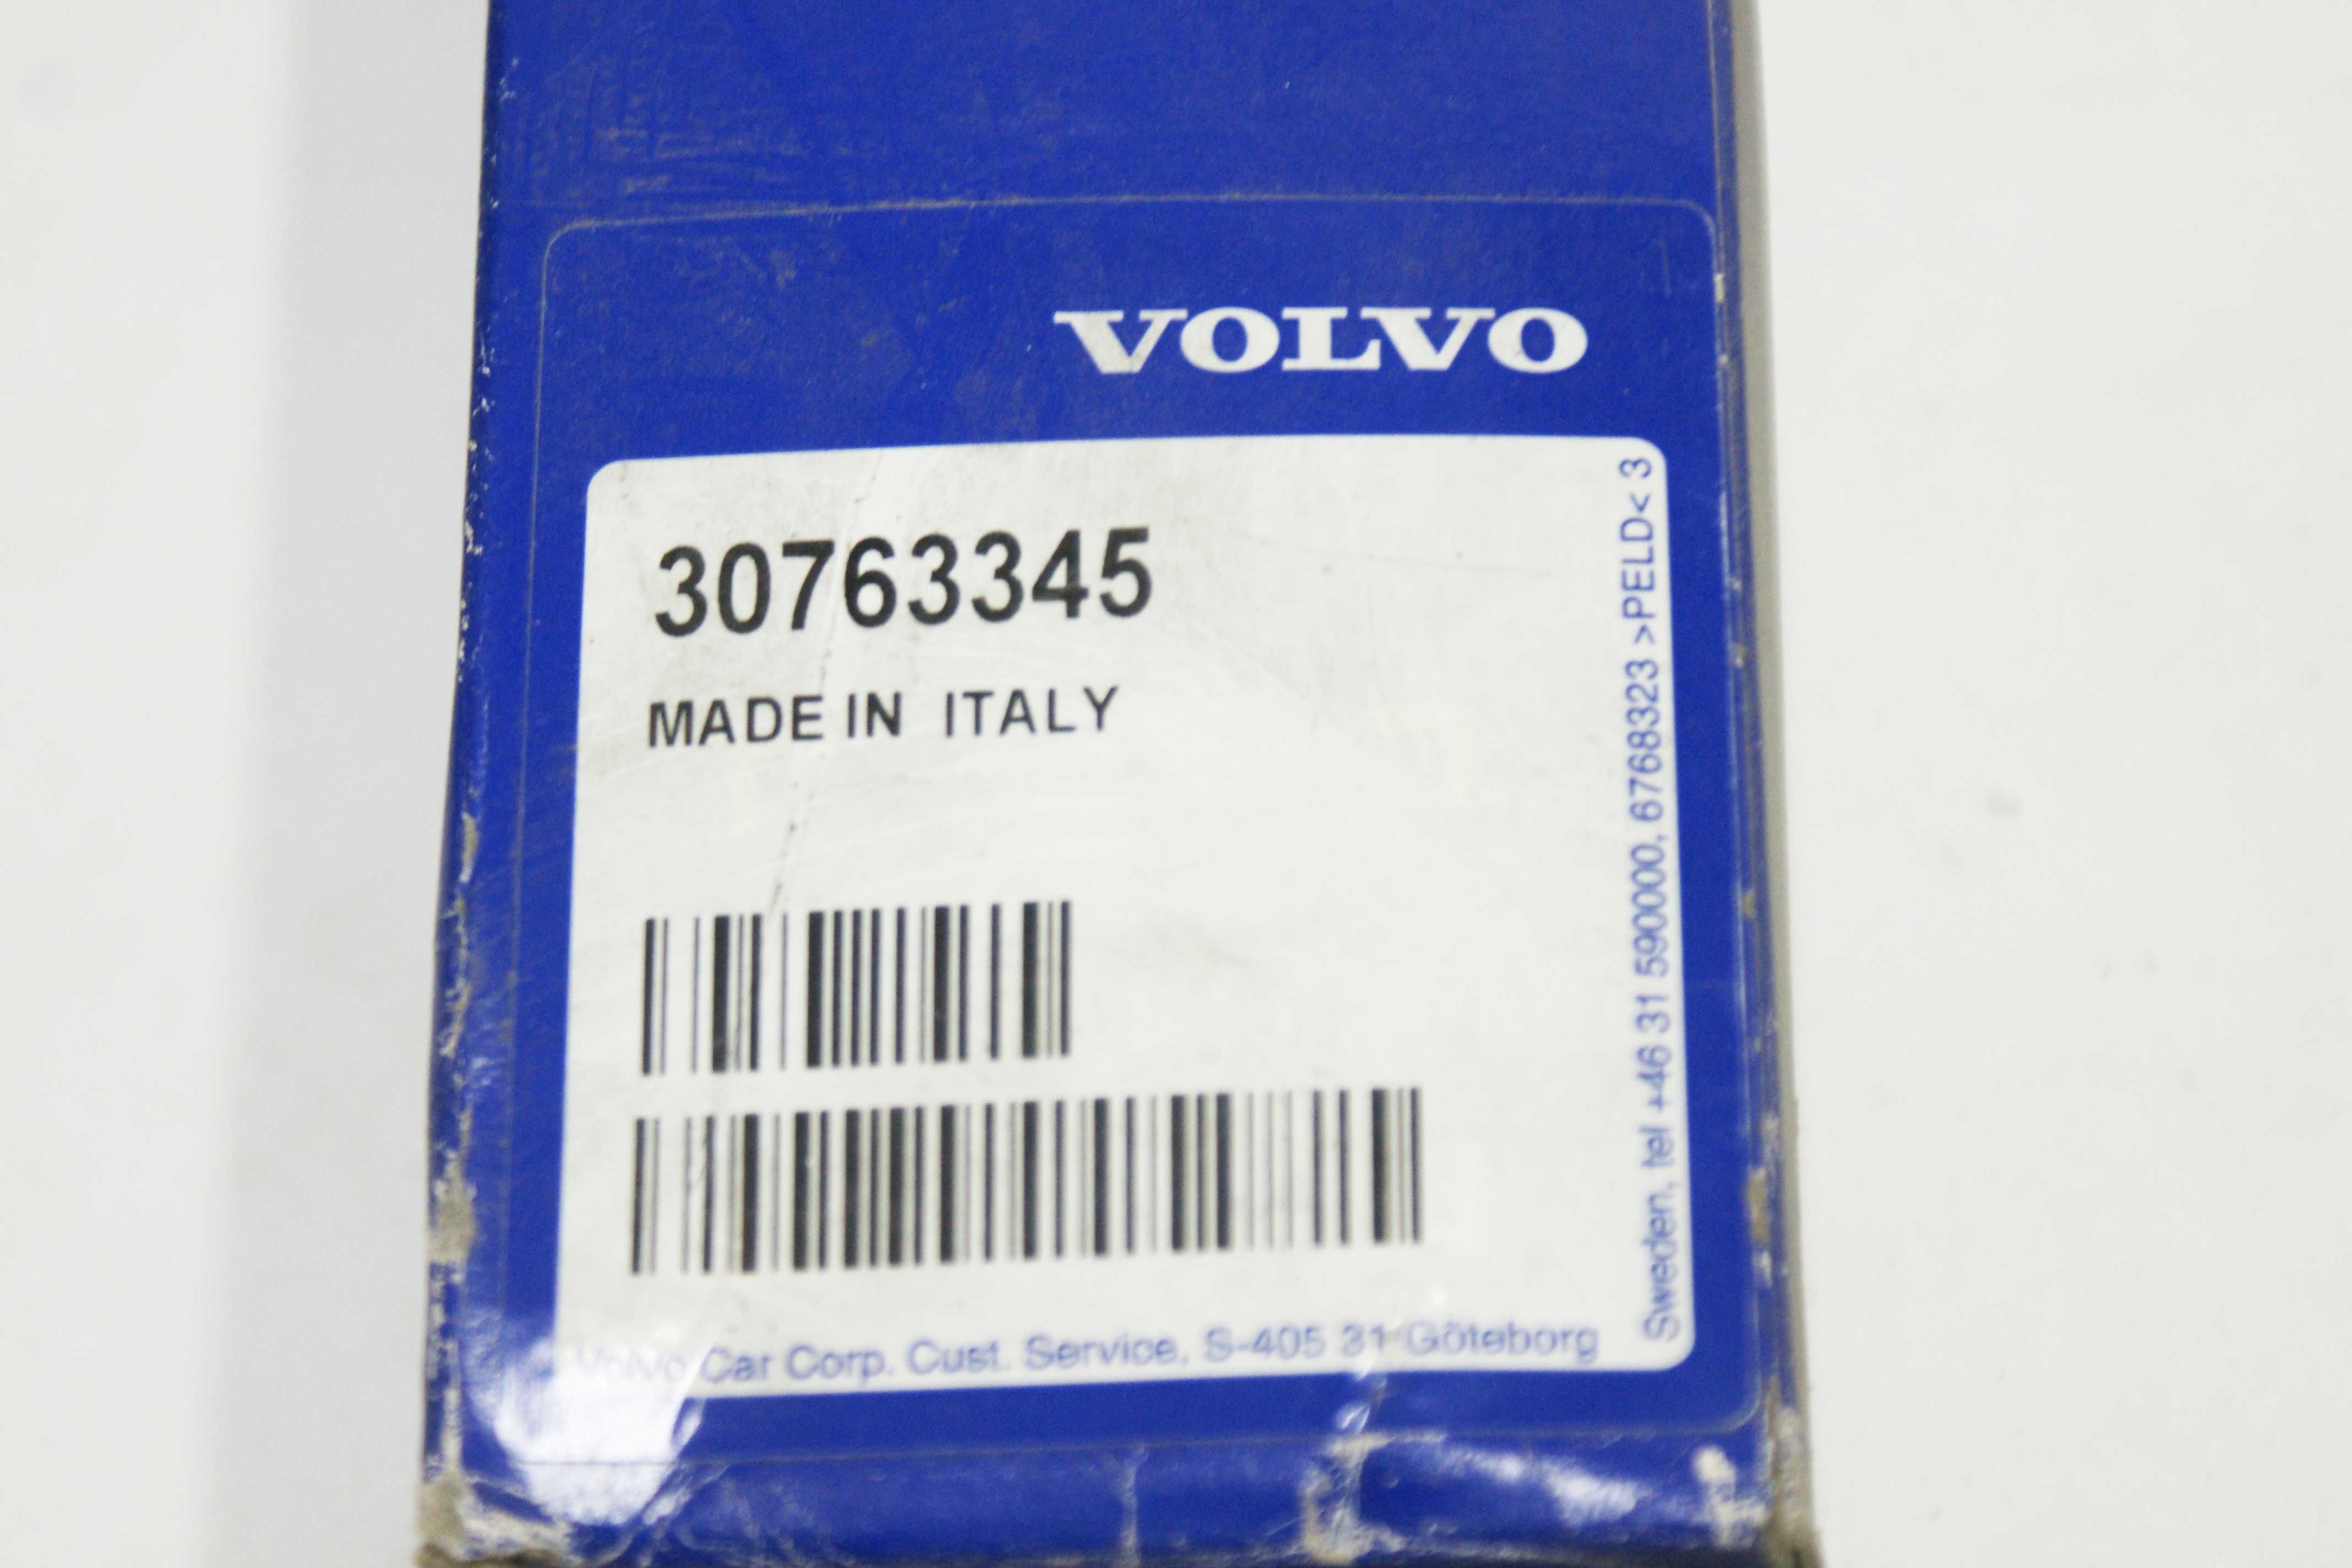 VOLVO
30763345
MADE IN ITALY
Volvo Car Corp. Cust. Service, S-405 31 Göteborg
Sweden, tel +46 31 590000, 6768323 >PELD< 3